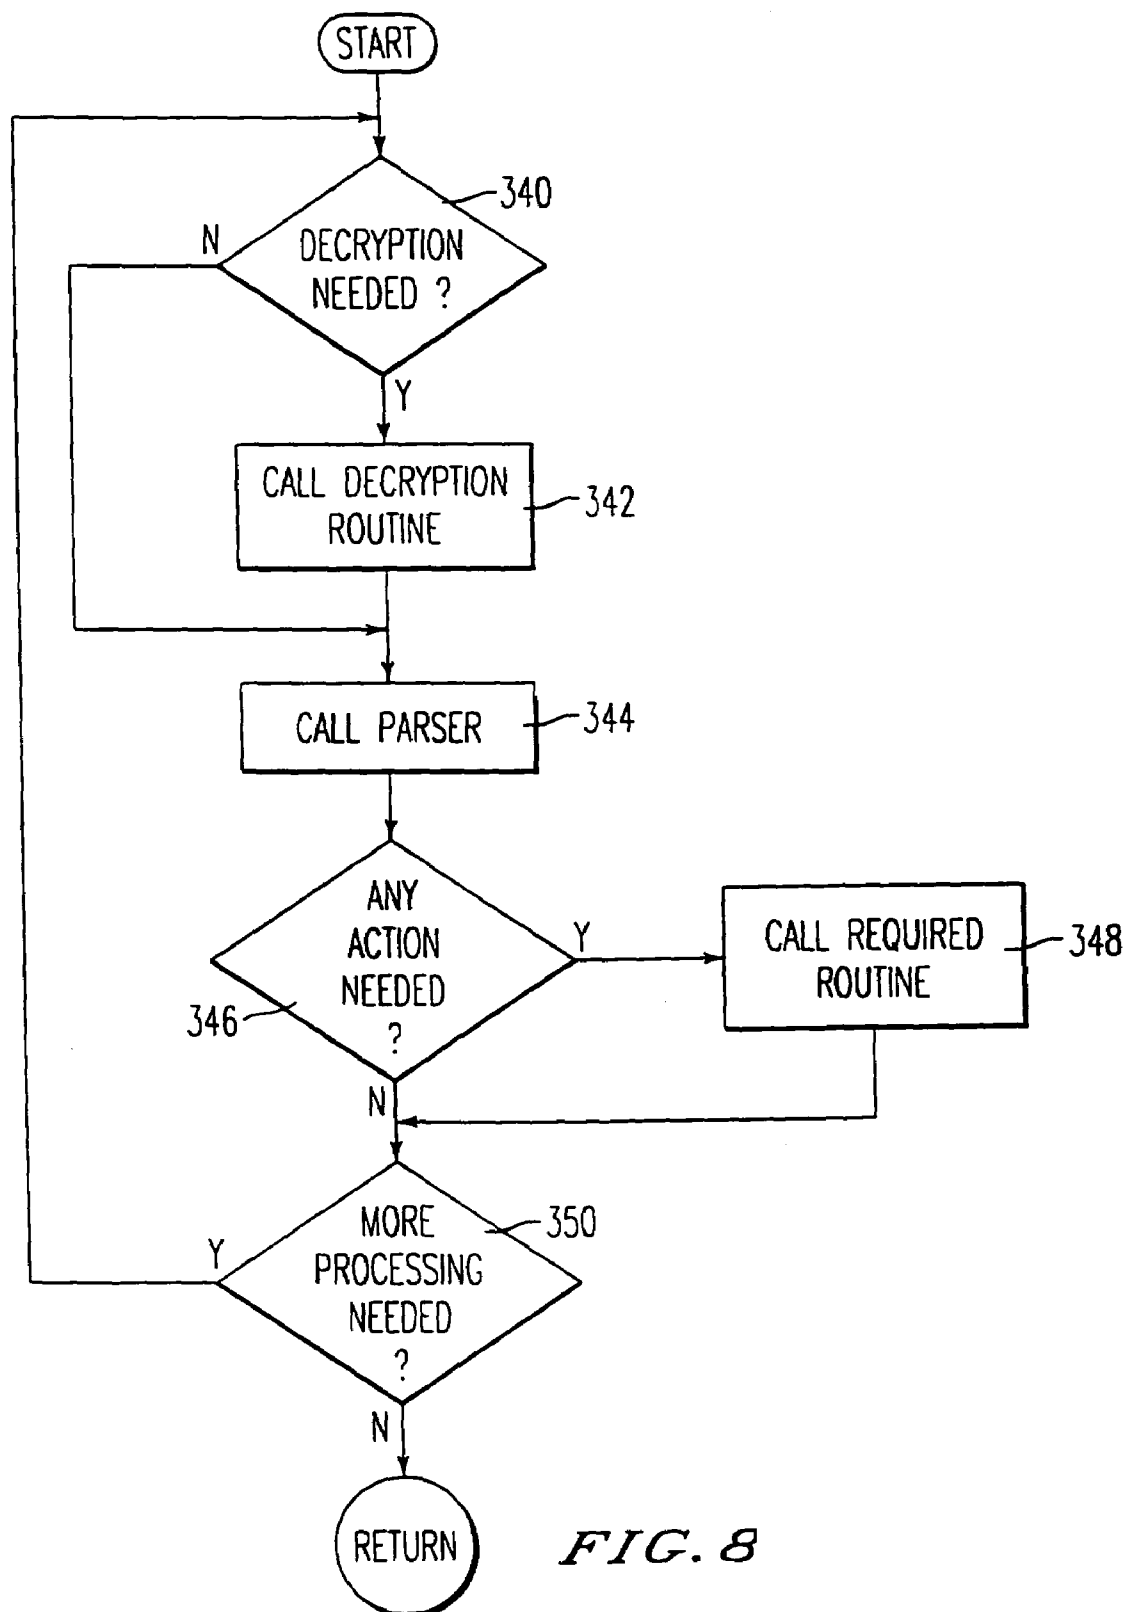 START
340
N
DECRYPTION
NEEDED ?
Y
CALL DECRYPTION
ROUTINE
342
CALL PARSER
344
ANY
ACTION
NEEDED
?
346
Y
CALL REQUIRED
ROUTINE
348
N
MORE
PROCESSING
NEEDED
?
350
Y
N
RETURN
FIG. 8